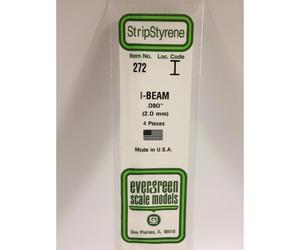 StripStyrene
Item No. Loc. Code
272 I
I-BEAM
.080"
(2.0 mm)
4 Pieces
Made in U.S.A.
evergreen
scale models
Des Plaines, IL 60018